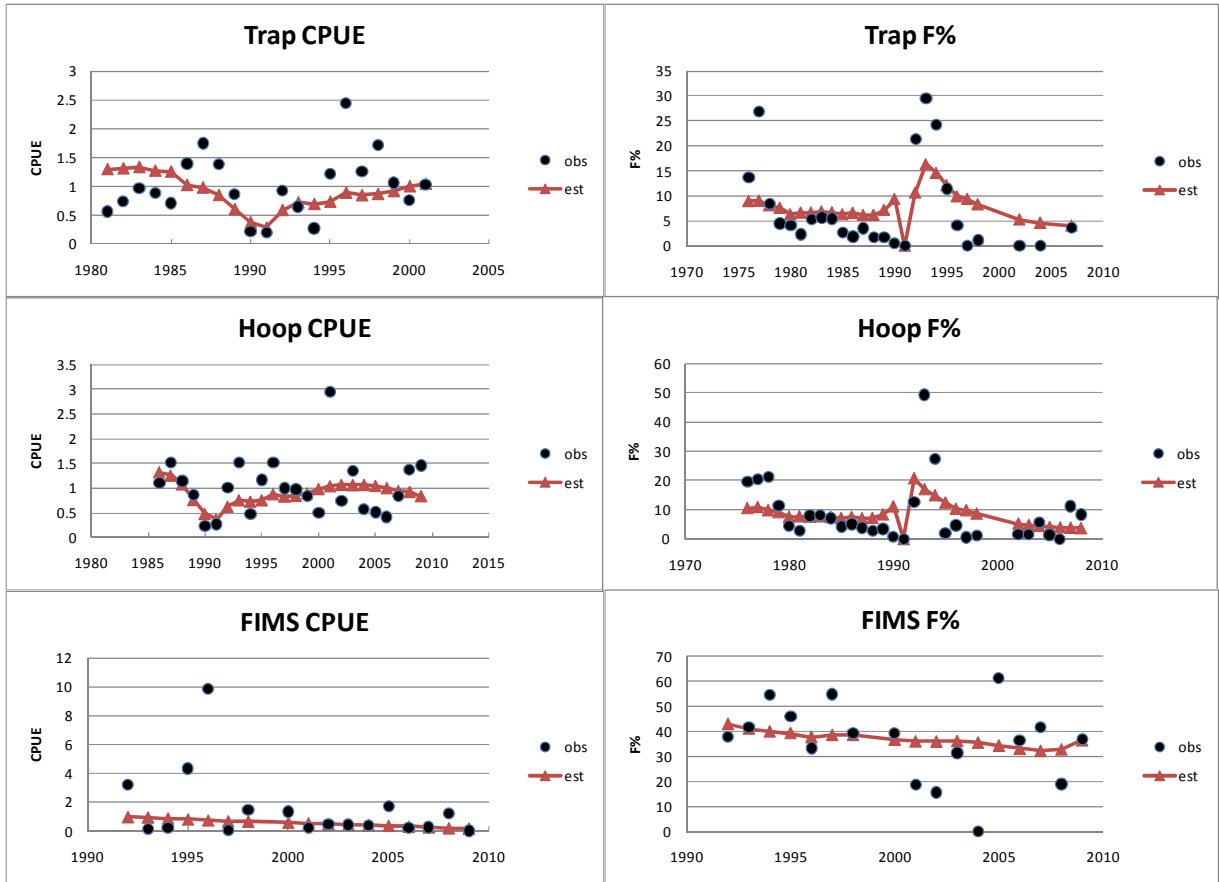 Trap CPUE
3
2.5
2
1.5
1
0.5
0
CPUE
1980 1985 1990 1995 2000 2005
obs
est
Trap F%
35
30
25
20
15
10
5
0
F%
1970 1975 1980 1985 1990 1995 2000 2005 2010
obs
est
Hoop CPUE
3.5
3
2.5
2
1.5
1
0.5
0
CPUE
1980 1985 1990 1995 2000 2005 2010 2015
obs
est
Hoop F%
60
50
40
30
20
10
0
F%
1970 1980 1990 2000 2010
obs
est
FIMS CPUE
12
10
8
6
4
2
0
CPUE
1990 1995 2000 2005 2010
obs
est
FIMS F%
70
60
50
40
30
20
10
0
F%
1990 1995 2000 2005 2010
obs
est